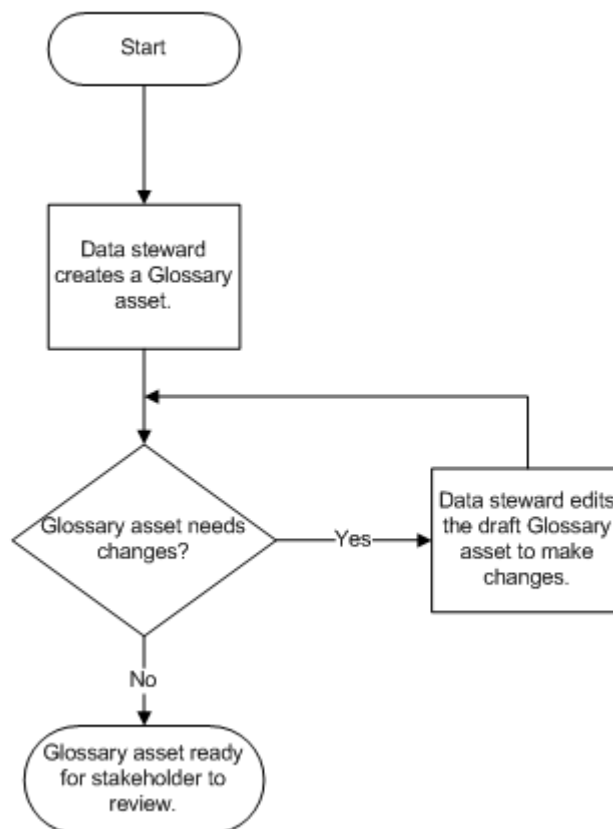 Start
Data steward
creates a Glossary
asset.
Glossary asset needs
changes?
Yes
Data steward edits
the draft Glossary
asset to make
changes.
No
Glossary asset ready
for stakeholder to
review.